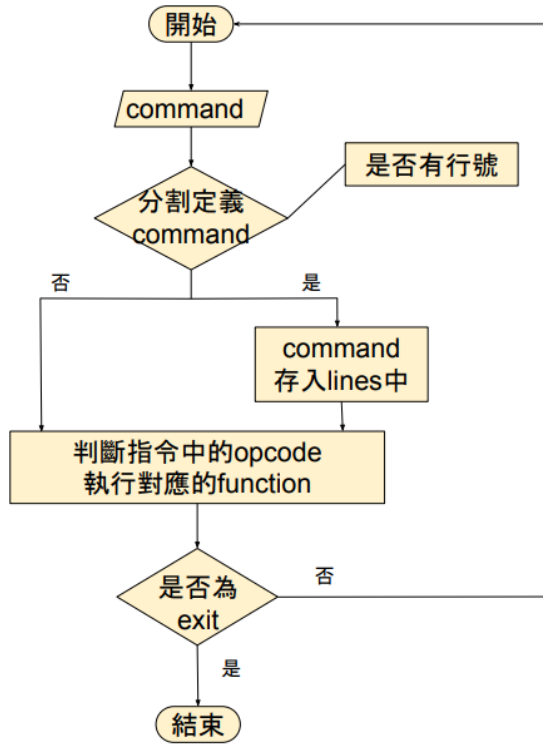 開始
command
分割定義
command
是否有行號
否
是
command
存入lines中
判斷指令中的opcode
執行對應的function
是否為
exit
否
是
結束